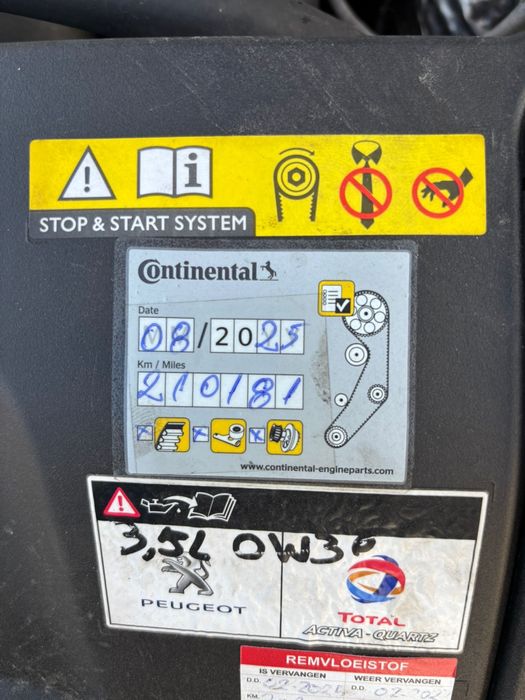 STOP & START SYSTEM
Continental
Date
08/2025
Km / Miles
210181
www.continental-engineparts.com
3,5L 0W30
PEUGEOT
TOTAL
ACTIVA-QUARTZ
REMVLOEISTOF
IS VERVANGEN WEER VERVANGEN
D.D. D.D.
KM.